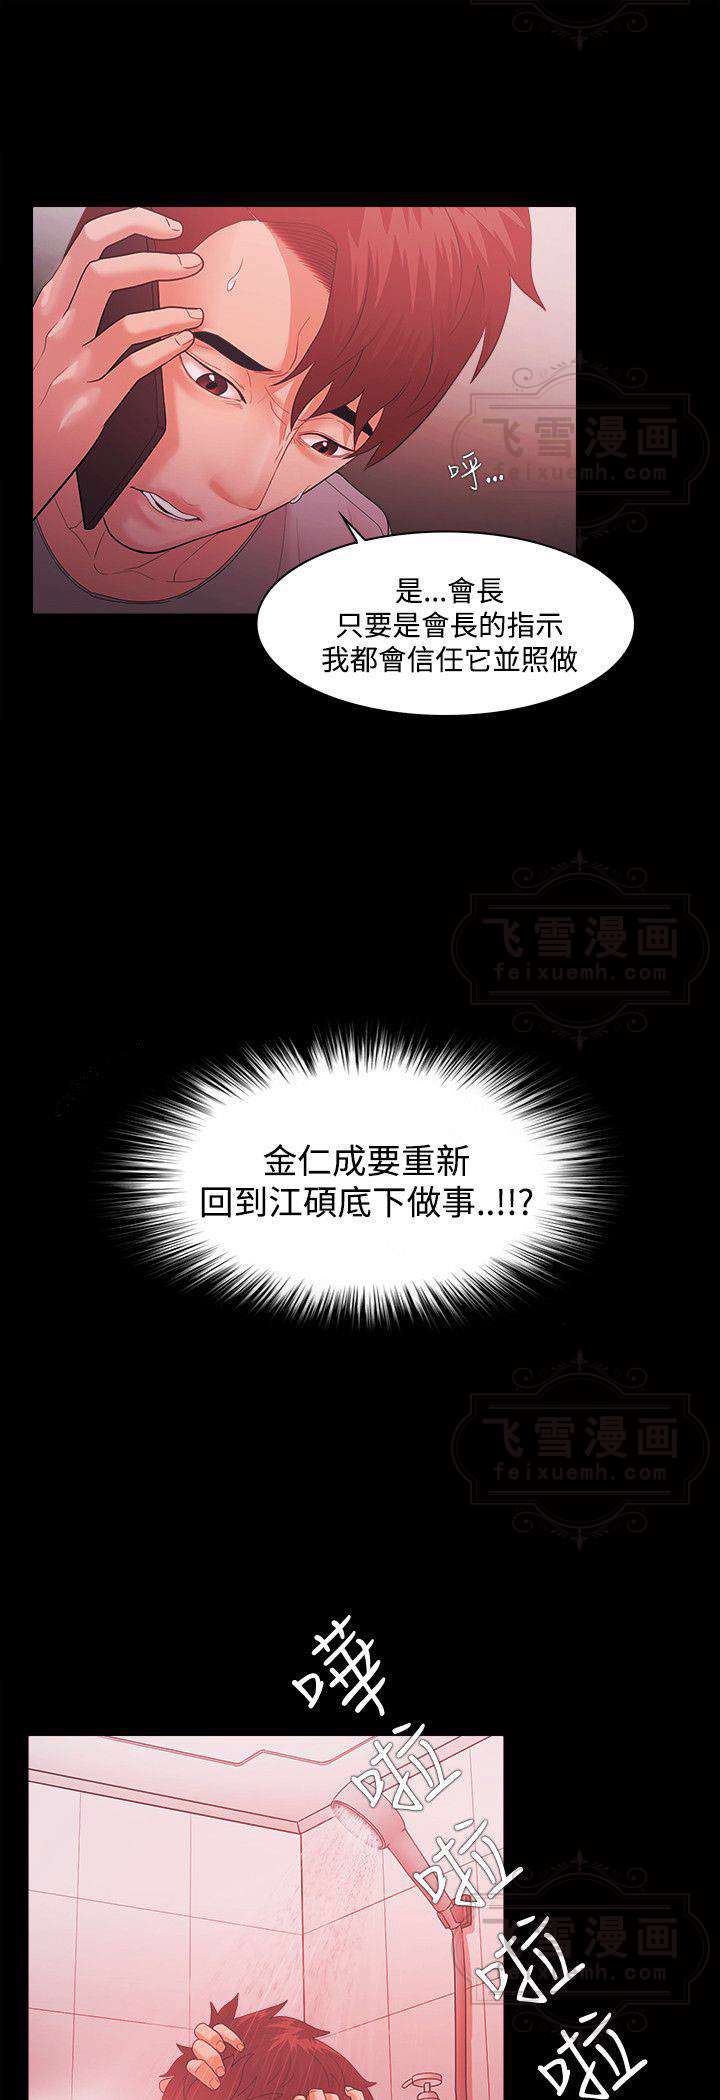 飞雪漫画
feixuemh.com
呼...
是...會長
只要是會長的指示
我都會信任它並照做
飞雪漫画
feixuemh.com
金仁成要重新
回到江碩底下做事..!!?
飞雪漫画
feixuemh.com
嘩
啦
啦
啦
啦
飞雪漫画
feixuemh.com